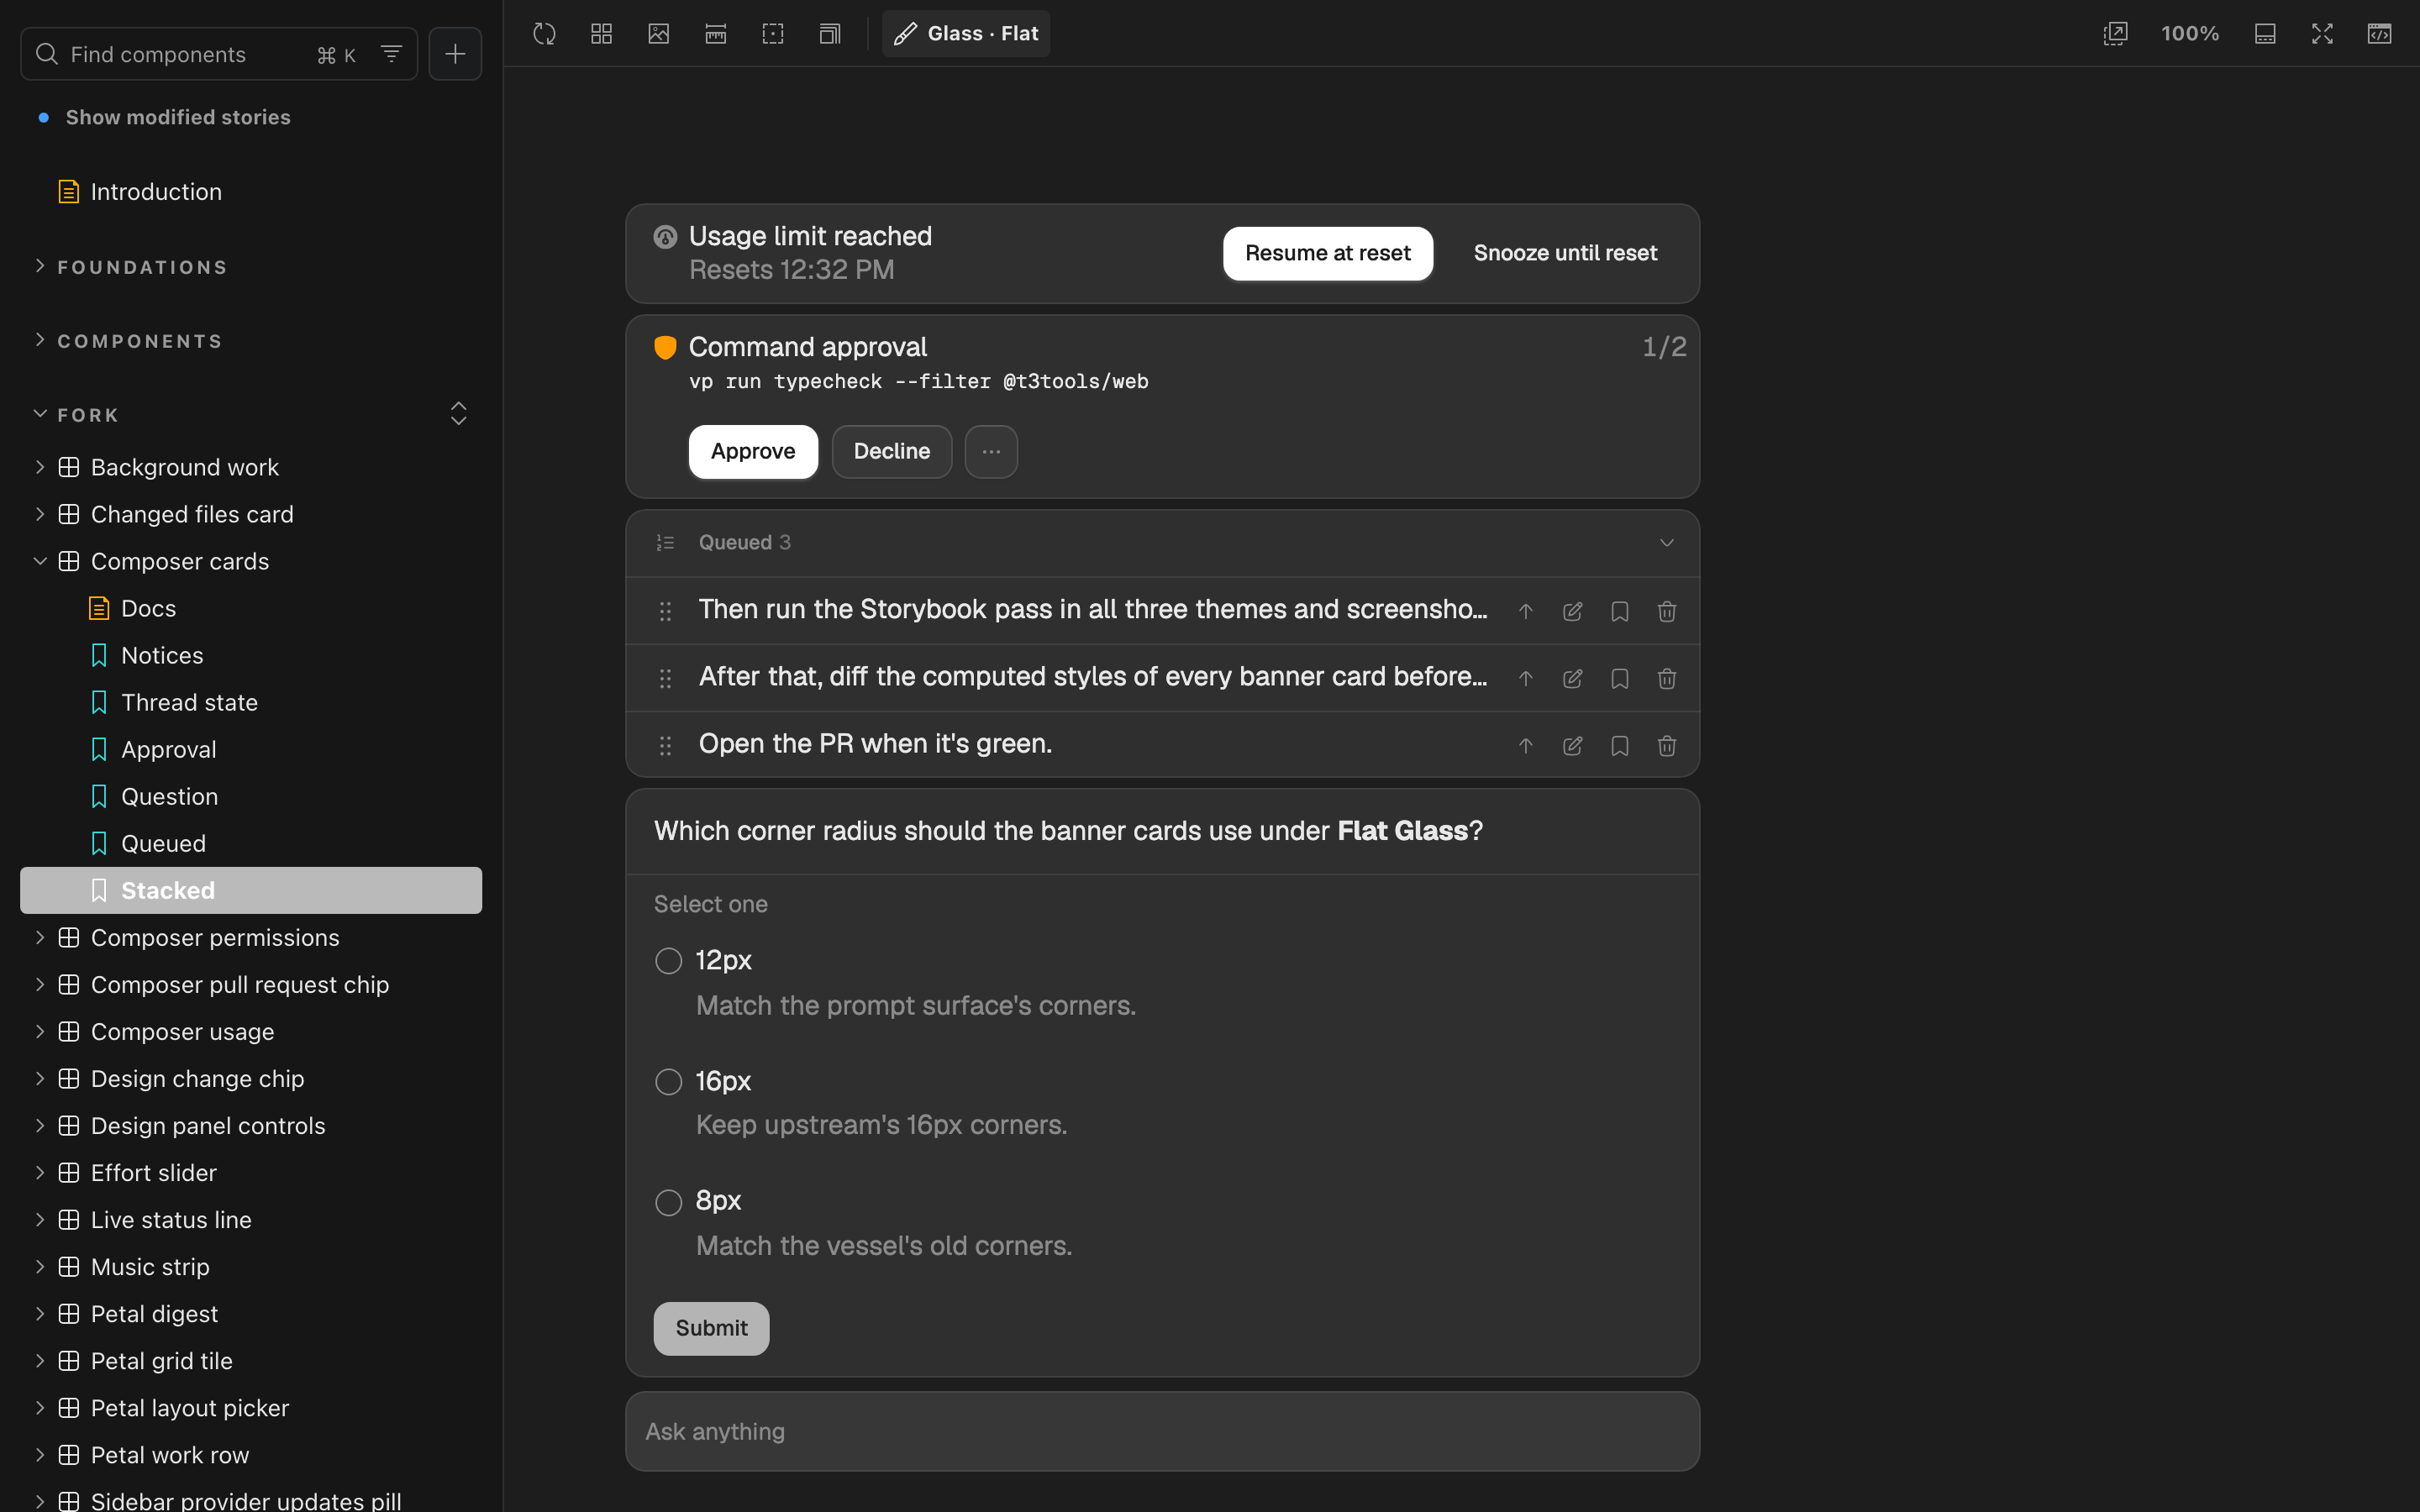 Find components ⌘ K
Show modified stories
Introduction
FOUNDATIONS
COMPONENTS
FORK
Background work
Changed files card
Composer cards
Docs
Notices
Thread state
Approval
Question
Queued
Stacked
Composer permissions
Composer pull request chip
Composer usage
Design change chip
Design panel controls
Effort slider
Live status line
Music strip
Petal digest
Petal grid tile
Petal layout picker
Petal work row
Sidebar provider updates pill
Glass · Flat
100%
Usage limit reached
Resets 12:32 PM
Resume at reset
Snooze until reset
Command approval
1/2
vp run typecheck --filter @t3tools/web
Approve
Decline
Queued 3
Then run the Storybook pass in all three themes and screensho...
After that, diff the computed styles of every banner card before...
Open the PR when it's green.
Which corner radius should the banner cards use under Flat Glass?
Select one
12px
Match the prompt surface's corners.
16px
Keep upstream's 16px corners.
8px
Match the vessel's old corners.
Submit
Ask anything